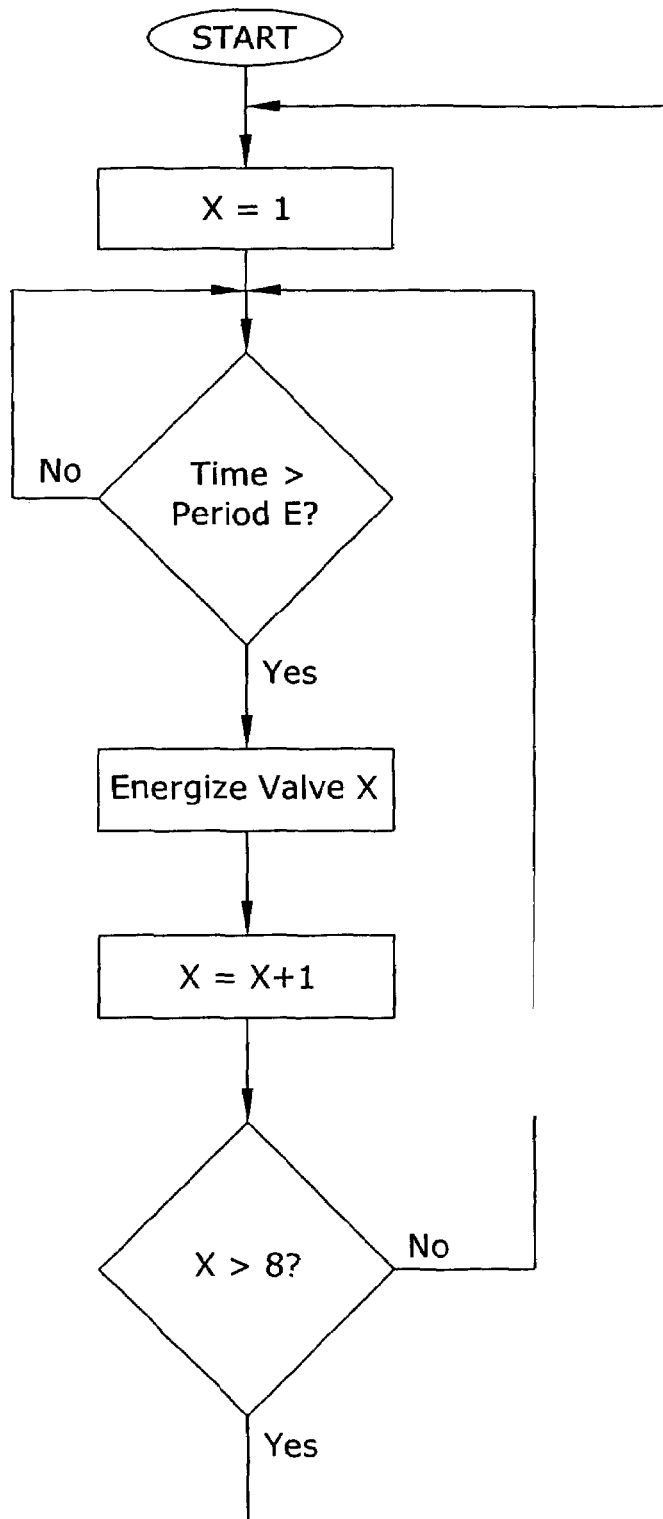 START
X = 1
No
Time >
Period E?
Yes
Energize Valve X
X = X+1
X > 8?
No
Yes